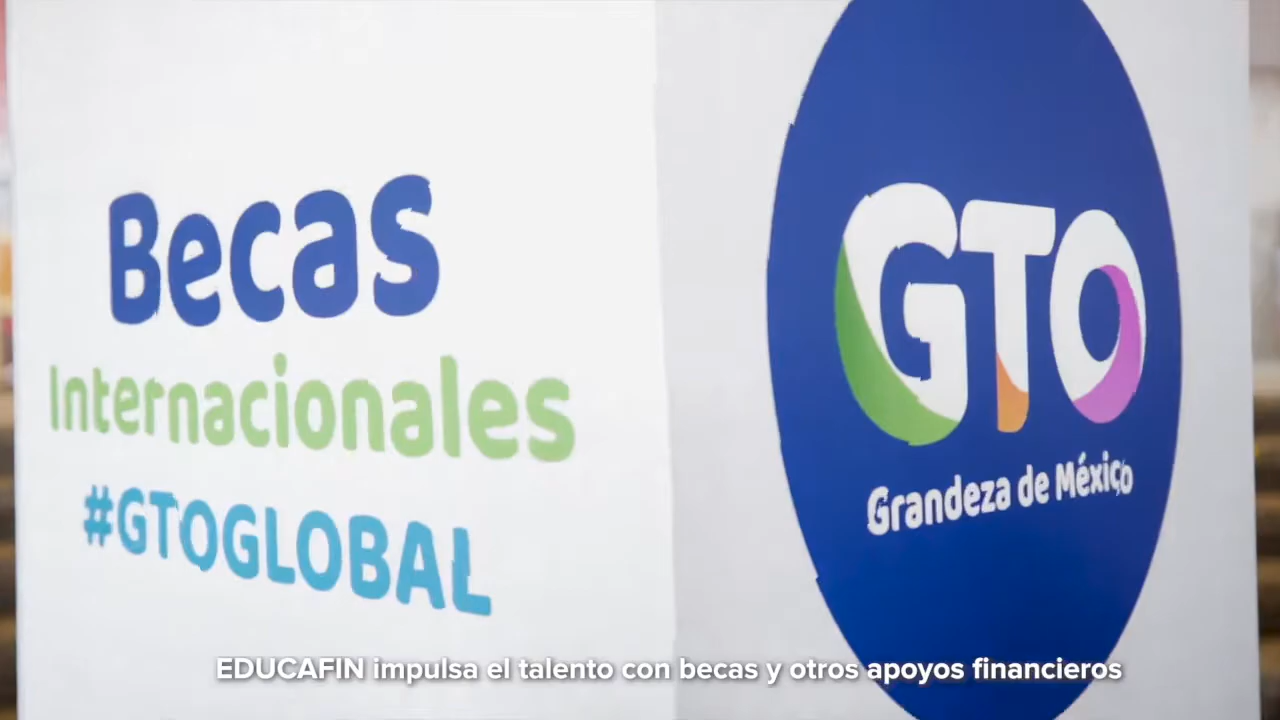 Becas
Internacionales
#GTOGLOBAL
GTO
Grandeza de México
EDUCAFIN impulsa el talento con becas y otros apoyos financieros